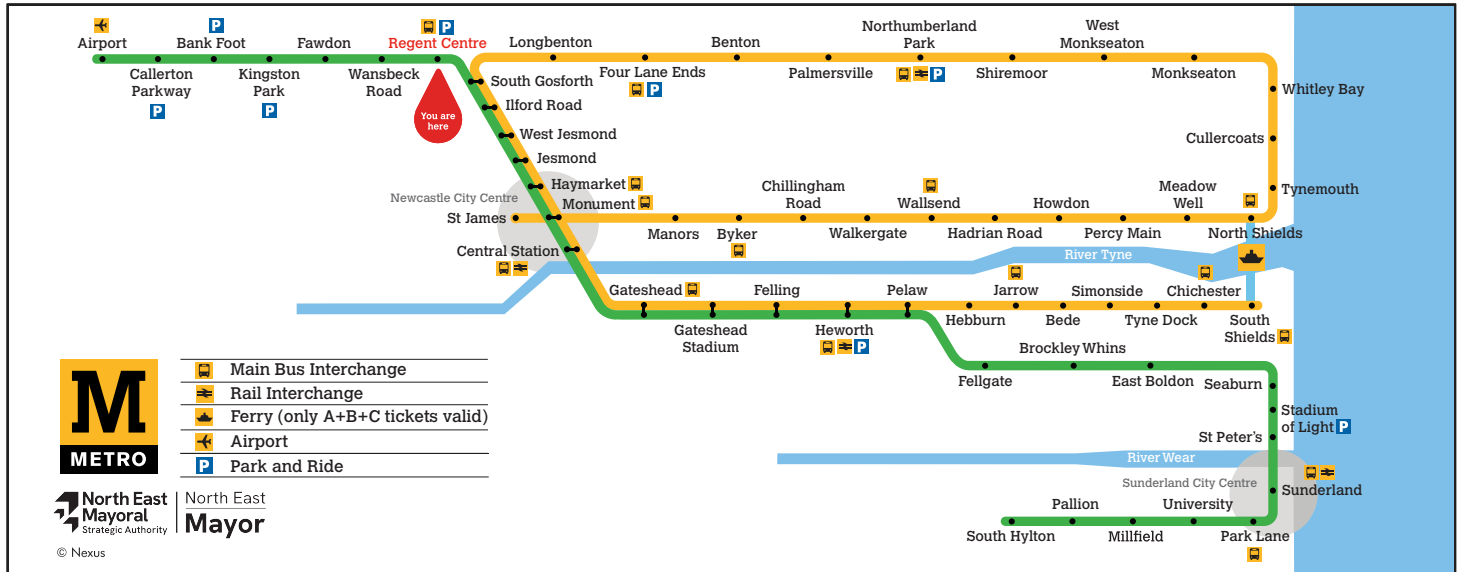 Airport
Callerton
Parkway
P
Bank Foot
P
Kingston
Park
P
Fawdon
Wansbeck
Road
P
Regent Centre
You are
here
South Gosforth
Longbenton
Four Lane Ends
P
Benton
Palmersville
Northumberland
Park
P
Shiremoor
West
Monkseaton
Monkseaton
Whitley Bay
Cullercoats
Tynemouth
North Shields
Meadow
Well
Percy Main
Howdon
Hadrian Road
Wallsend
Walkergate
Chillingham
Road
Byker
Manors
Monument
St James
Newcastle City Centre
Ilford Road
West Jesmond
Jesmond
Haymarket
Central Station
River Tyne
Gateshead
Gateshead
Stadium
Felling
Heworth
P
Pelaw
Hebburn
Jarrow
Bede
Simonside
Tyne Dock
Chichester
South
Shields
Fellgate
Brockley Whins
East Boldon
Seaburn
Stadium
of Light P
St Peter's
River Wear
Sunderland City Centre
Sunderland
Park Lane
University
Millfield
Pallion
South Hylton
M
METRO
Main Bus Interchange
Rail Interchange
Ferry (only A+B+C tickets valid)
Airport
P Park and Ride
North East
Mayoral
Strategic Authority
North East
Mayor
© Nexus